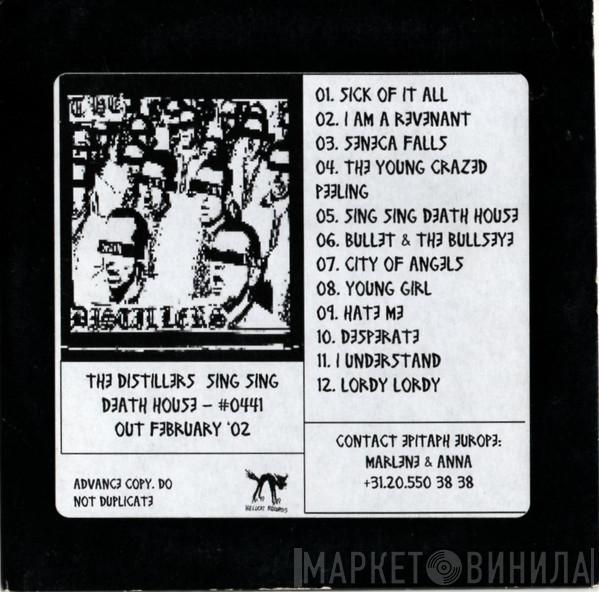 THE
DISTILLERS
THE DISTILLERS SING SING
DEATH HOUSE – #0441
OUT FEBRUARY '02
ADVANCE COPY. DO
NOT DUPLICATE
HELLCAT RECORDS
01. SICK OF IT ALL
02. I AM A REVENANT
03. SENECA FALLS
04. THE YOUNG CRAZED
PEELING
05. SING SING DEATH HOUSE
06. BULLET & THE BULLSEYE
07. CITY OF ANGELS
08. YOUNG GIRL
09. HATE ME
10. DESPERATE
11. I UNDERSTAND
12. LORDY LORDY
CONTACT EPITAPH EUROPE:
MARLENE & ANNA
+31.20.550 38 38
МАРКЕТ ВИНИЛА